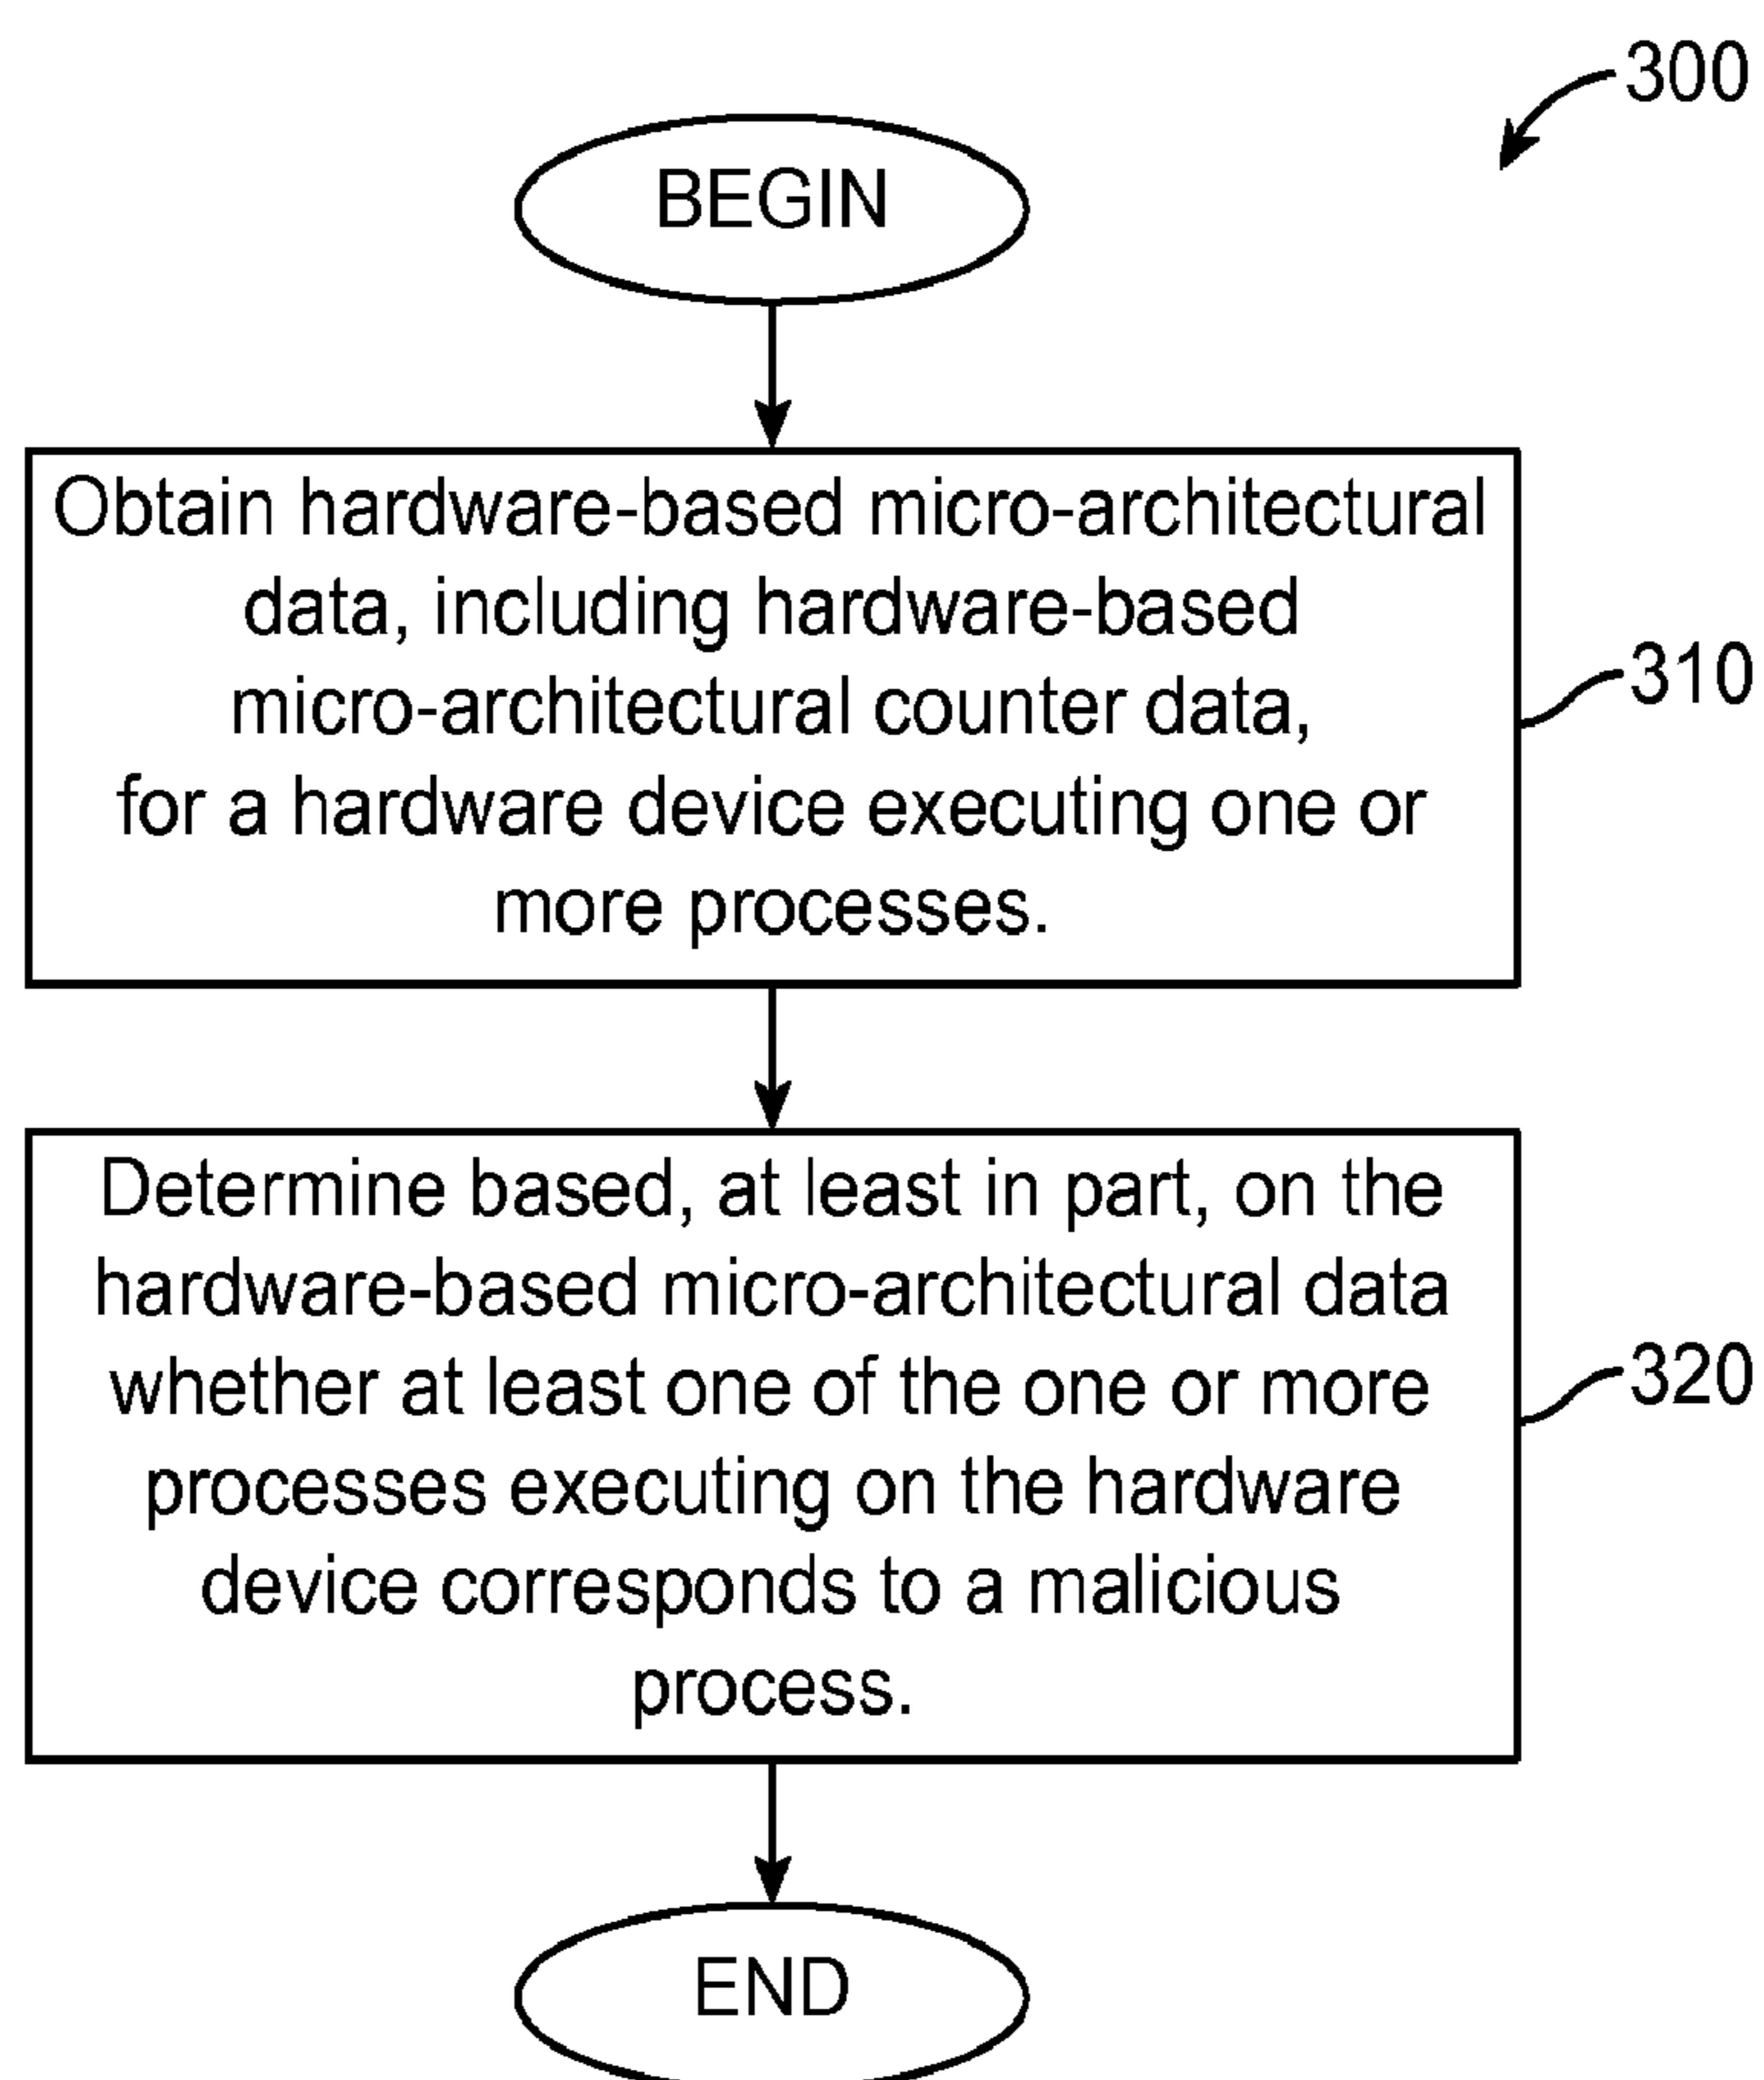 300
BEGIN
Obtain hardware-based micro-architectural
data, including hardware-based
micro-architectural counter data,
for a hardware device executing one or
more processes.
310
Determine based, at least in part, on the
hardware-based micro-architectural data
whether at least one of the one or more
processes executing on the hardware
device corresponds to a malicious
process.
320
END